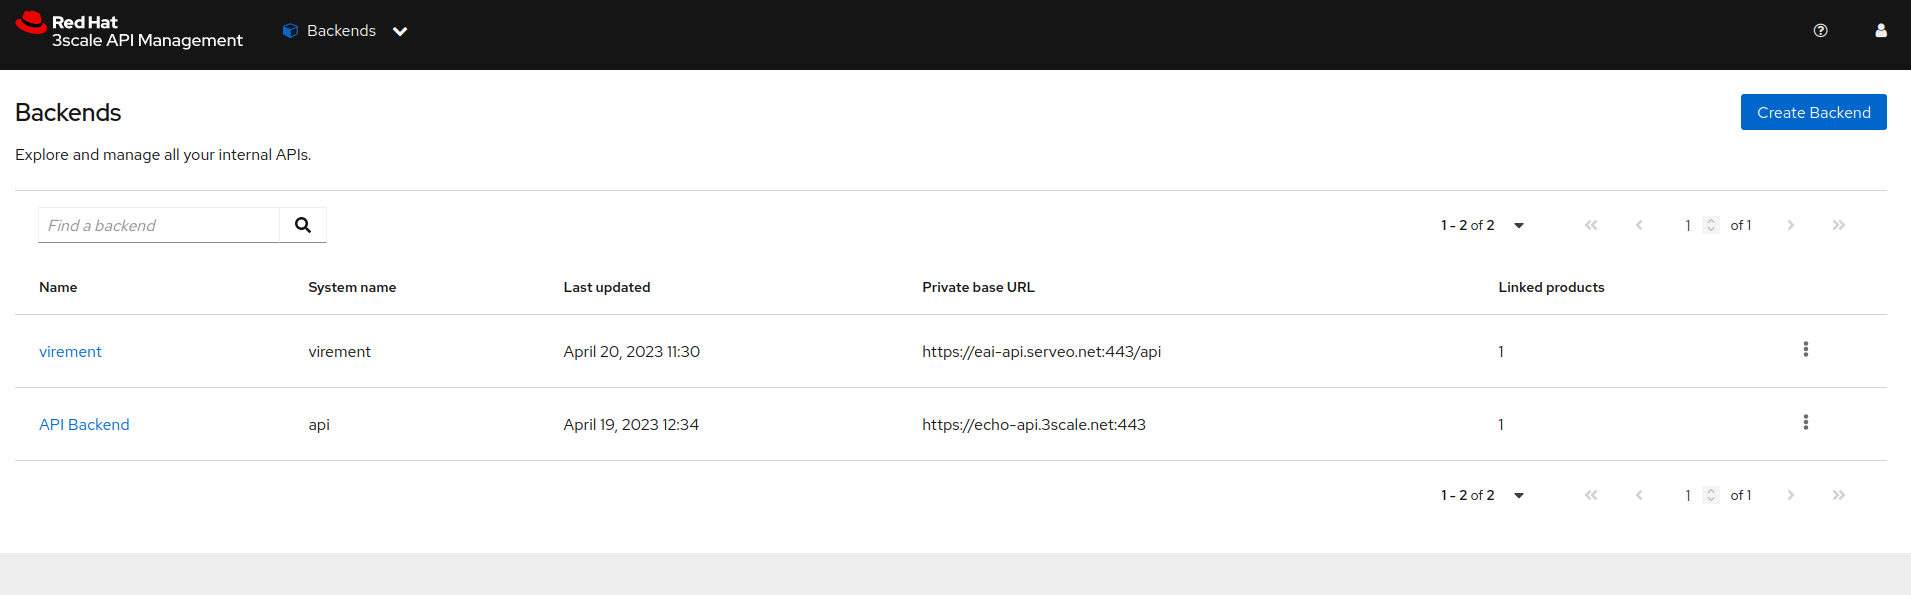 Red Hat
3scale API Management
Backends
Backends
Create Backend
Explore and manage all your internal APIs.
Find a backend
1 - 2 of 2
1 of 1
Name System name Last updated Private base URL Linked products
virement virement April 20, 2023 11:30 https://eai-api.serveo.net:443/api 1
API Backend api April 19, 2023 12:34 https://echo-api.3scale.net:443 1
1 - 2 of 2
1 of 1